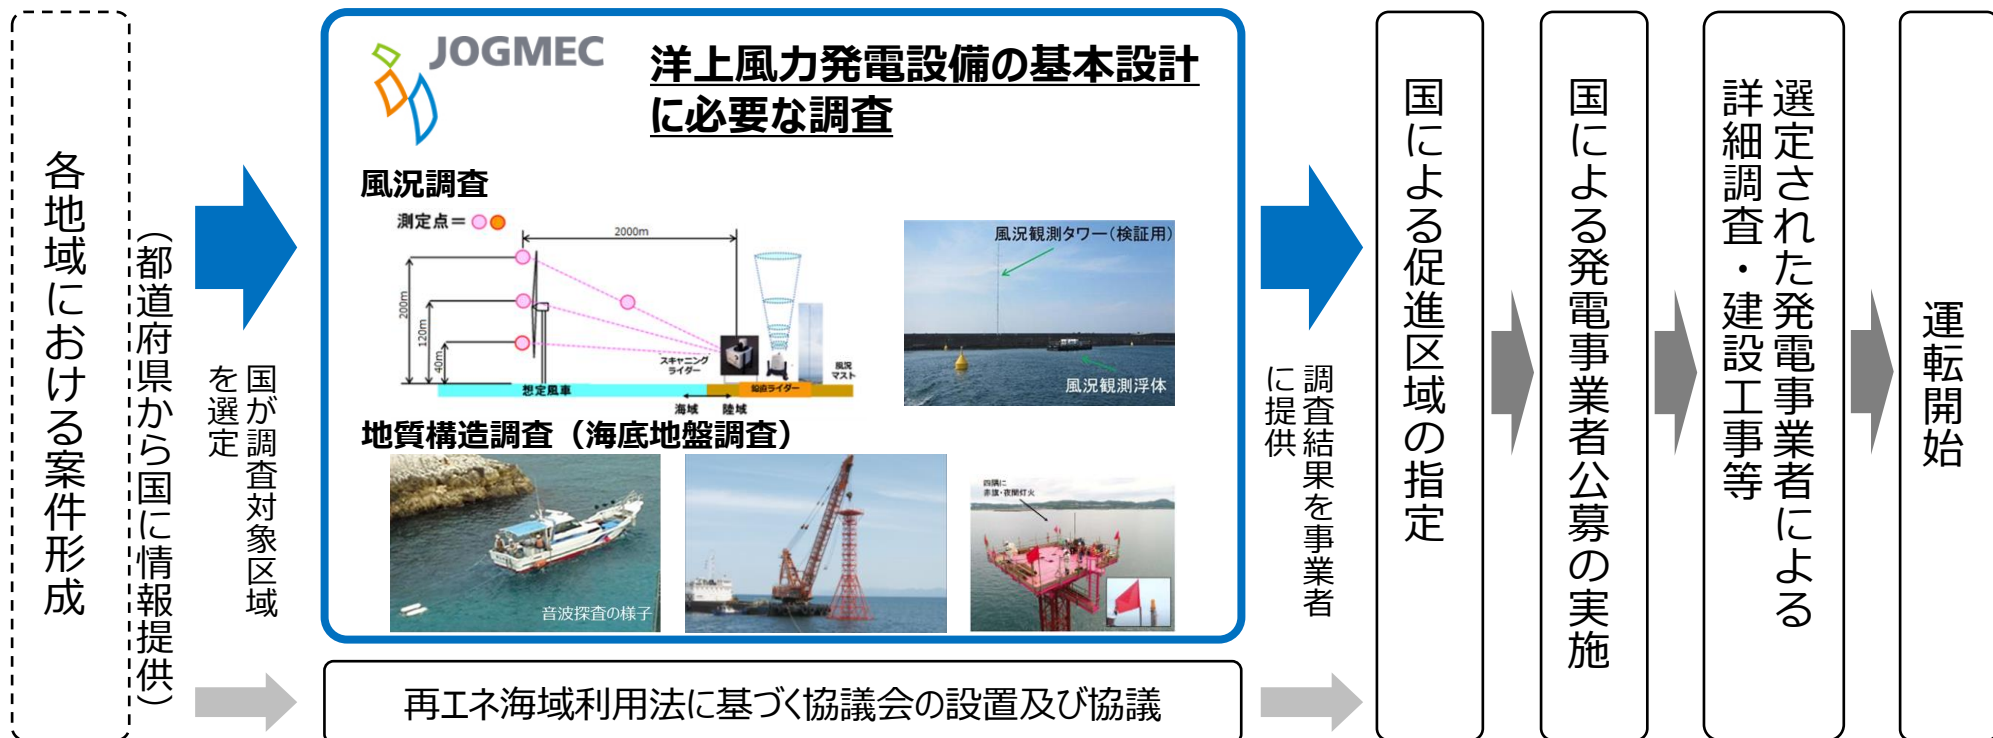 各地域における案件形成
（都道府県から国に情報提供）
国が調査対象区域
を選定
JOGMEC
洋上風力発電設備の基本設計
に必要な調査
風況調査
測定点＝
2000m
200m
120m
40m
スキャニング
ライダー
風況
マスト
想定風車
鉛直ライダー
海域
陸域
風況観測タワー（検証用）
風況観測浮体
地質構造調査（海底地盤調査）
音波探査の様子
四隅に
赤旗・夜間灯火
再エネ海域利用法に基づく協議会の設置及び協議
調査結果を事業者
に提供
国による促進区域の指定
国による発電事業者公募の実施
選定された発電事業者による
詳細調査・建設工事等
運転開始